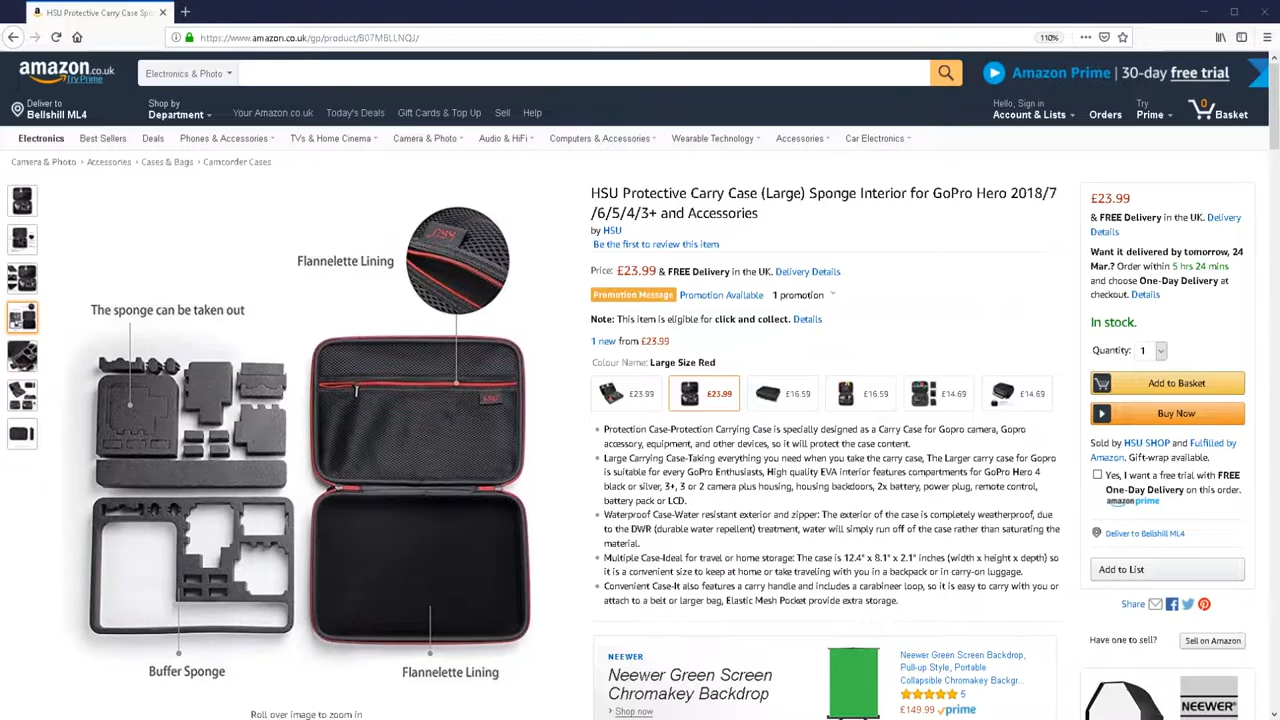 HSU Protective Carry Case Spo
https://www.amazon.co.uk/gp/product/B07MBLLNQJ/
110%
amazon.co.uk
Try Prime
Electronics & Photo
Amazon Prime | 30-day free trial
Deliver to
Bellshill ML4
Shop by
Department
Your Amazon.co.uk
Today's Deals
Gift Cards & Top Up
Sell
Help
Hello, Sign in
Account & Lists
Orders
Try
Prime
0
Basket
Electronics
Best Sellers
Deals
Phones & Accessories
TVs & Home Cinema
Camera & Photo
Audio & HiFi
Computers & Accessories
Wearable Technology
Accessories
Car Electronics
Camera & Photo › Accessories › Cases & Bags › Camcorder Cases
Flannelette Lining
The sponge can be taken out
HSU
Buffer Sponge
Flannelette Lining
Roll over image to zoom in
HSU Protective Carry Case (Large) Sponge Interior for GoPro Hero 2018/7
/6/5/4/3+ and Accessories
by HSU
Be the first to review this item
Price: £23.99 & FREE Delivery in the UK. Delivery Details
Promotion Message Promotion Available 1 promotion
Note: This item is eligible for click and collect. Details
1 new from £23.99
Colour Name: Large Size Red
£23.99
£23.99
£16.59
£16.59
£14.69
£14.69
Protection Case-Protection Carrying Case is specially designed as a Carry Case for Gopro camera, Gopro
accessory, equipment, and other devices, so it will protect the case content.
Large Carrying Case-Taking everything you need when you take the carry case, The Larger carry case for Gopro
is suitable for every GoPro Enthusiasts, High quality EVA interior features compartments for GoPro Hero 4
black or silver, 3+, 3 or 2 camera plus housing, housing backdoors, 2x battery, power plug, remote control,
battery pack or LCD.
Waterproof Case-Water resistant exterior and zipper: The exterior of the case is completely weatherproof, due
to the DWR (durable water repellent) treatment, water will simply run off of the case rather than saturating the
material.
Multiple Case-Ideal for travel or home storage: The case is 12.4" x 8.1" x 2.1" inches (width x height x depth) so
it is a convenient size to keep at home or take traveling with you in a backpack or in carry-on luggage.
Convenient Case-It also features a carry handle and includes a carabineer loop, so it is easy to carry with you or
attach to a belt or larger bag, Elastic Mesh Pocket provide extra storage.
NEEWER
Neewer Green Screen
Chromakey Backdrop
› Shop now
Neewer Green Screen Backdrop,
Pull-up Style, Portable
Collapsible Chromakey Backgr...
5
£149.99 prime
£23.99
& FREE Delivery in the UK. Delivery
Details
Want it delivered by tomorrow, 24
Mar.? Order within 5 hrs 24 mins
and choose One-Day Delivery at
checkout. Details
In stock.
Quantity: 1
Add to Basket
Buy Now
Sold by HSU SHOP and Fulfilled by
Amazon. Gift-wrap available.
Yes, I want a free trial with FREE
One-Day Delivery on this order.
amazon prime
Deliver to Bellshill ML4
Add to List
Share
Have one to sell?
Sell on Amazon
NEEWER